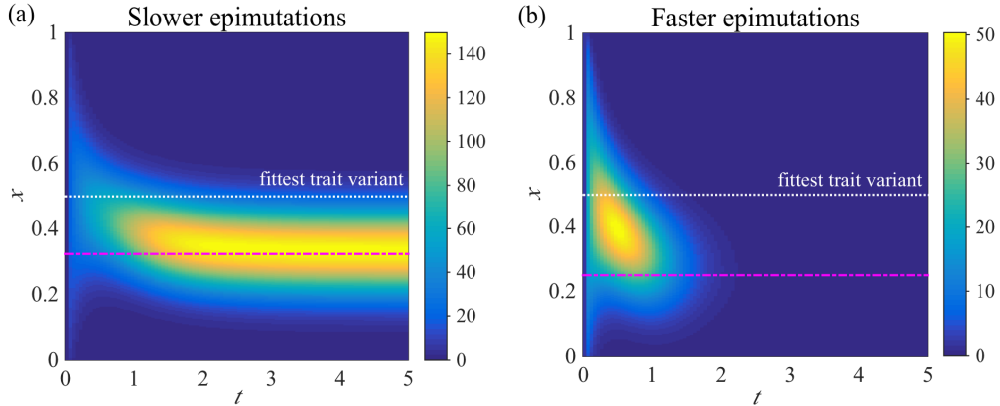 (a)
Slower epimutations
1
0.8
0.6
0.4
0.2
0
x
fittest trait variant
0 1 2 3 4 5
t
140
120
100
80
60
40
20
0
(b)
Faster epimutations
1
0.8
0.6
0.4
0.2
0
x
fittest trait variant
0 1 2 3 4 5
t
50
40
30
20
10
0